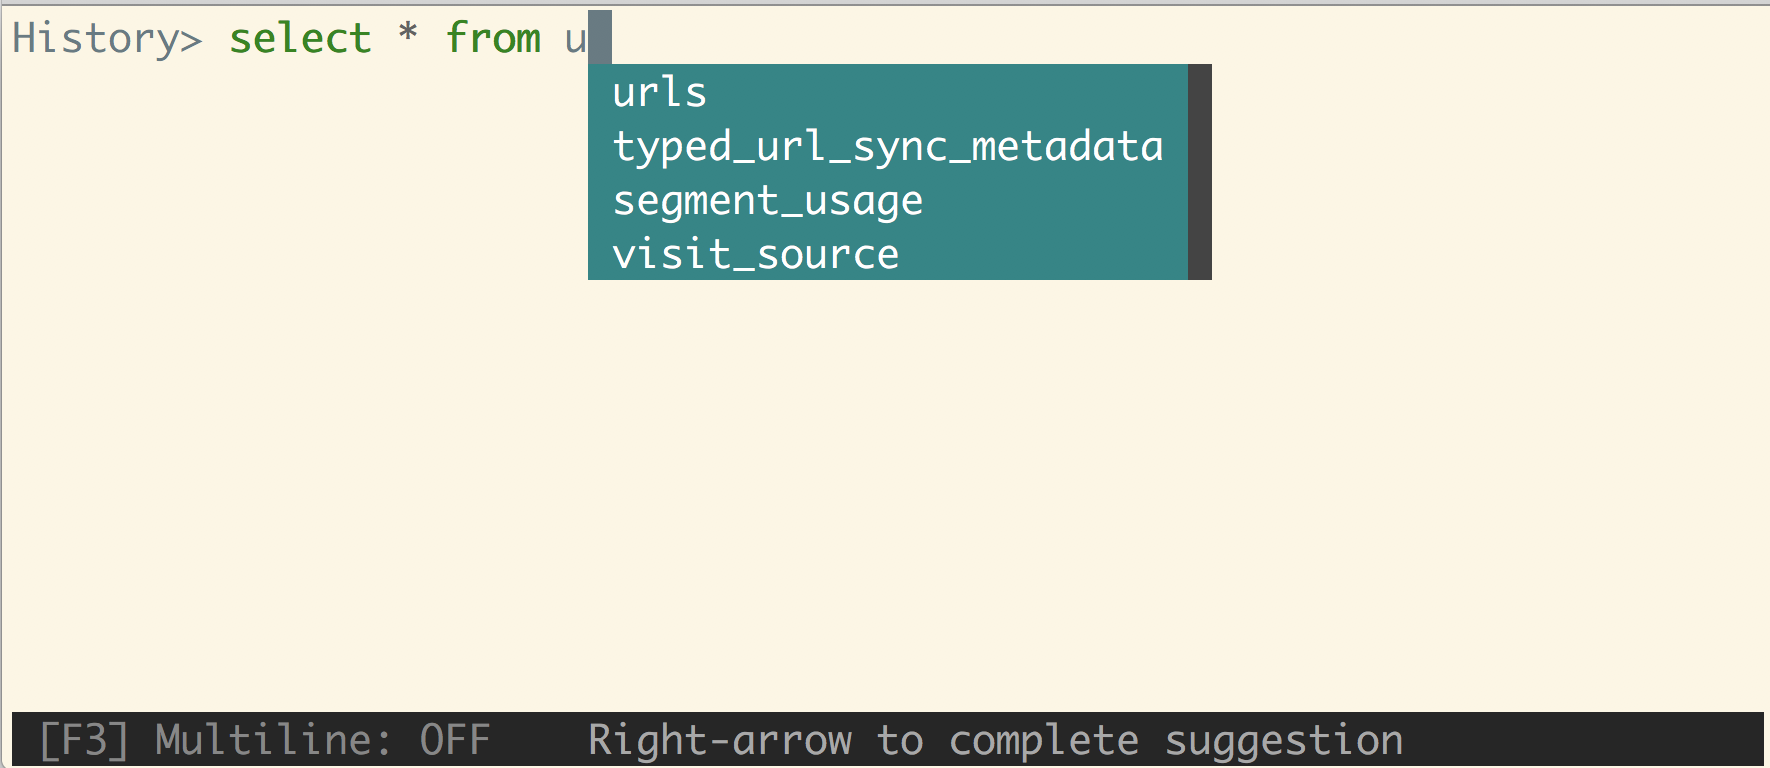 History> select * from u
urls
typed_url_sync_metadata
segment_usage
visit_source
[F3] Multiline: OFF    Right-arrow to complete suggestion